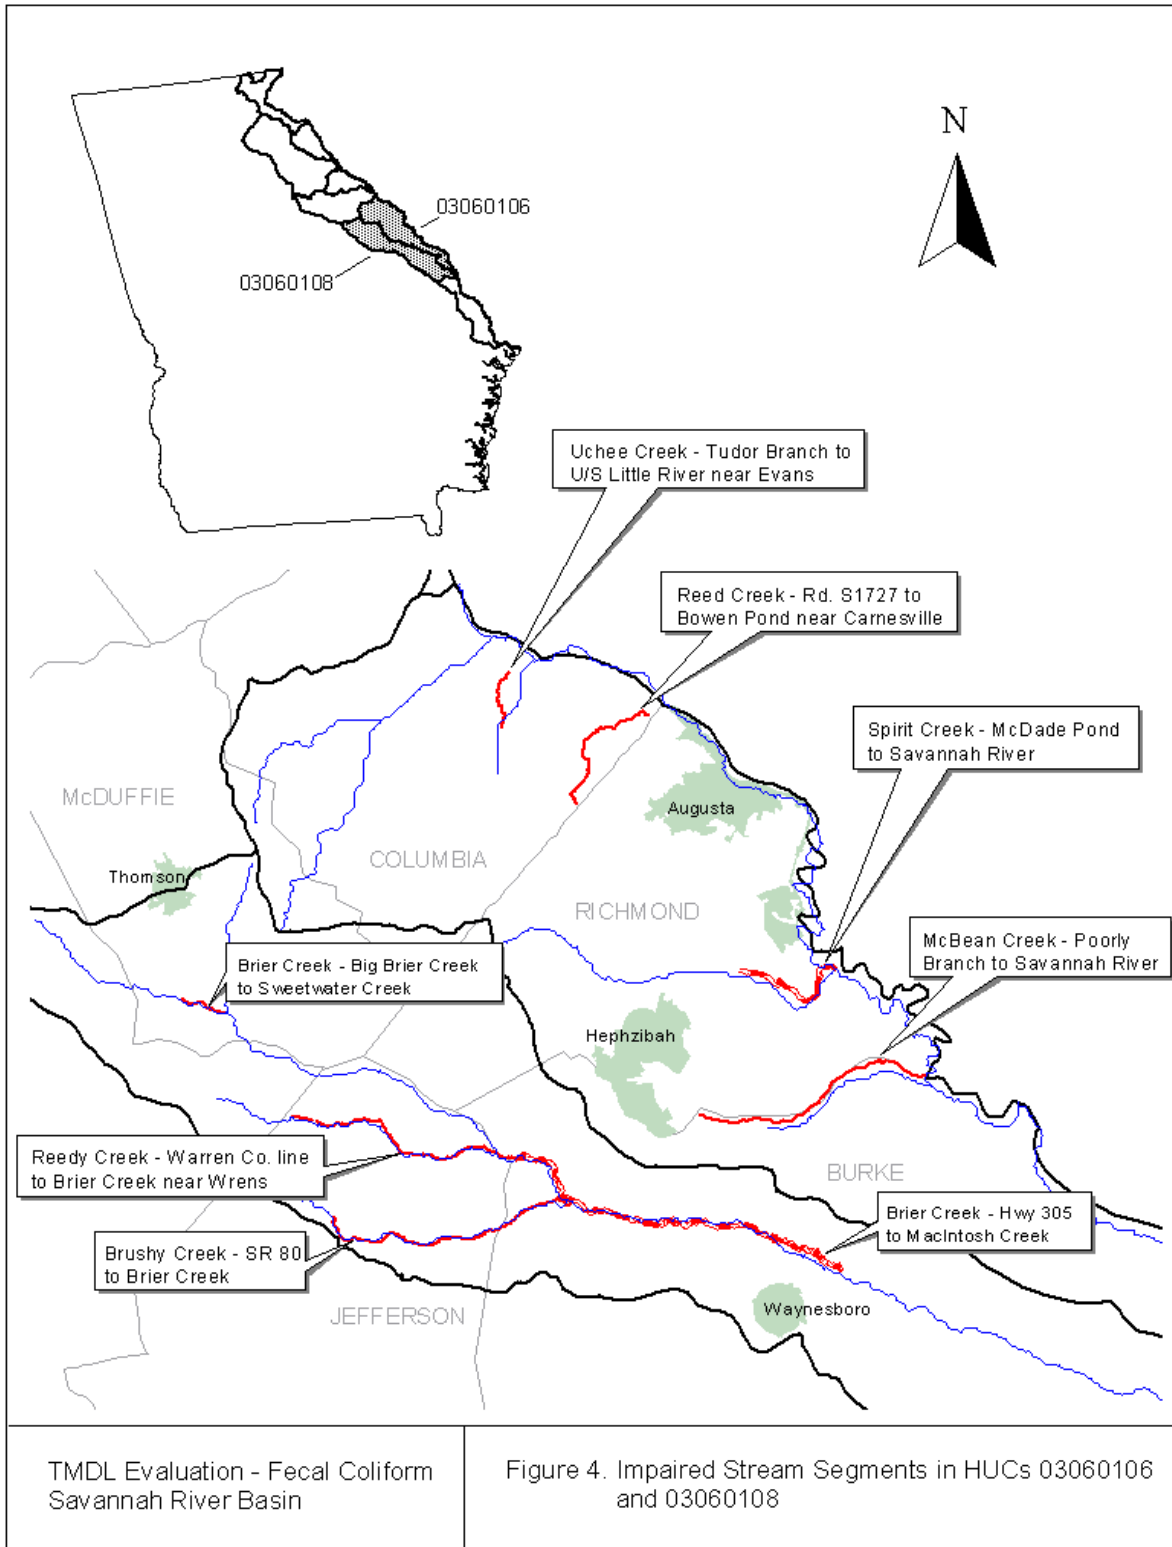 N
03060106
03060108
Uchee Creek - Tudor Branch to
U/S Little River near Evans
Reed Creek - Rd. S1727 to
Bowen Pond near Carnesville
Spirit Creek - McDade Pond
to Savannah River
McDUFFIE
Augusta
COLUMBIA
Thomson
RICHMOND
McBean Creek - Poorly
Branch to Savannah River
Brier Creek - Big Brier Creek
to Sweetwater Creek
Hephzibah
Reedy Creek - Warren Co. line
to Brier Creek near Wrens
BURKE
Brier Creek - Hwy 305
to MacIntosh Creek
Brushy Creek - SR 80
to Brier Creek
JEFFERSON
Waynesboro
TMDL Evaluation - Fecal Coliform
Savannah River Basin
Figure 4. Impaired Stream Segments in HUCs 03060106
and 03060108